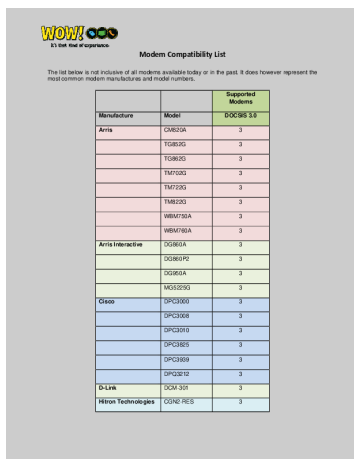 WOW!
It's that kind of experience.
Modem Compatibility List
The list below is not inclusive of all modems available today or in the past. It does however represent the
most common modem manufactures and model numbers.
Supported Modems
Manufacture Model DOCSIS 3.0
Arris CM820A 3
TG852G 3
TG862G 3
TM702G 3
TM722G 3
TM822G 3
WBM750A 3
WBM760A 3
Arris Interactive DG860A 3
DG860P2 3
DG950A 3
MG5225G 3
Cisco DPC3000 3
DPC3008 3
DPC3010 3
DPC3825 3
DPC3939 3
DPQ3212 3
D-Link DCM-301 3
Hitron Technologies CGN2-RES 3